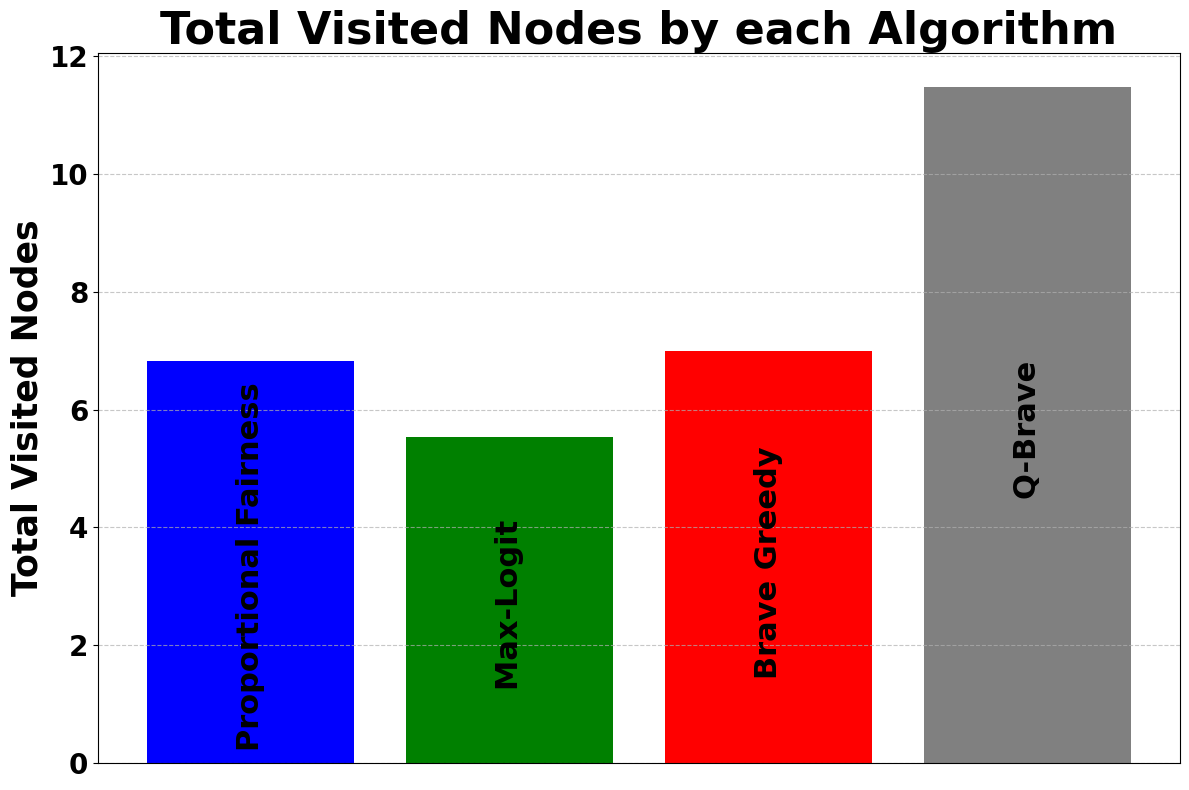 Total Visited Nodes by each Algorithm
Total Visited Nodes
12
10
8
6
4
2
0
Proportional Fairness
Max-Logit
Brave Greedy
Q-Brave